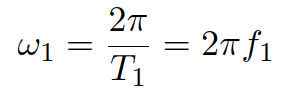 ω₁ = 2π/T₁ = 2πf₁